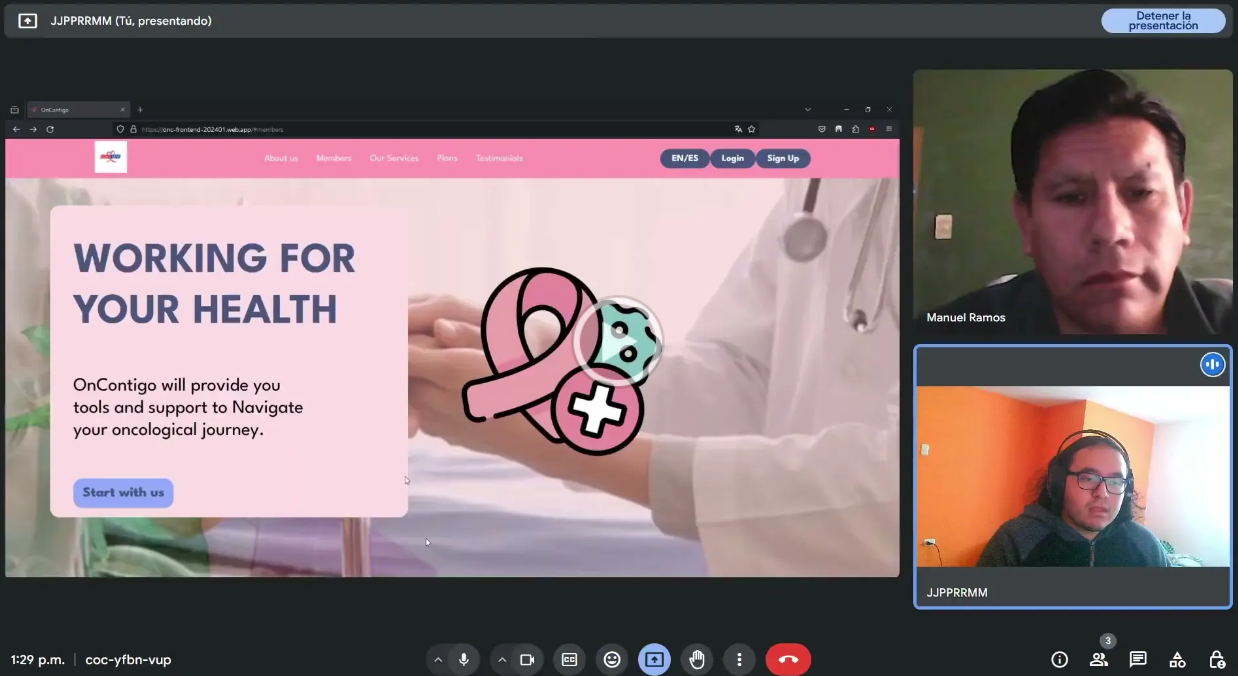 JJPPRRMM (Tú, presentando)
Detener la
presentación
OnContigo
https://onc-frontend-202401.web.app/#members
About us
Members
Our Services
Plans
Testimonials
EN/ES
Login
Sign Up
WORKING FOR
YOUR HEALTH
OnContigo will provide you
tools and support to Navigate
your oncological journey.
Start with us
Manuel Ramos
JJPPRRMM
1:29 p.m.
coc-yfbn-vup
CC
3